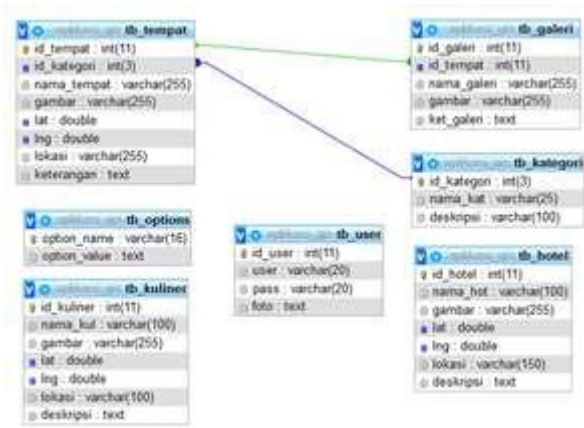 tb_tempat
id_tempat : int(11)
id_kategori : int(3)
nama_tempat : varchar(255)
gambar : varchar(255)
lat : double
lng : double
lokasi : varchar(255)
keterangan : text
tb_galeri
id_galeri : int(11)
id_tempat : int(11)
nama_galeri : varchar(255)
gambar : varchar(255)
ket_galeri : text
tb_kategori
id_kategori : int(3)
nama_kat : varchar(25)
deskripsi : varchar(100)
tb_options
option_name : varchar(16)
option_value : text
tb_user
id_user : int(11)
user : varchar(20)
pass : varchar(20)
foto : text
tb_kuliner
id_kuliner : int(11)
nama_kul : varchar(100)
gambar : varchar(255)
lat : double
lng : double
lokasi : varchar(100)
deskripsi : text
tb_hotel
id_hotel : int(11)
nama_hot : varchar(100)
gambar : varchar(255)
lat : double
lng : double
lokasi : varchar(150)
deskripsi : text